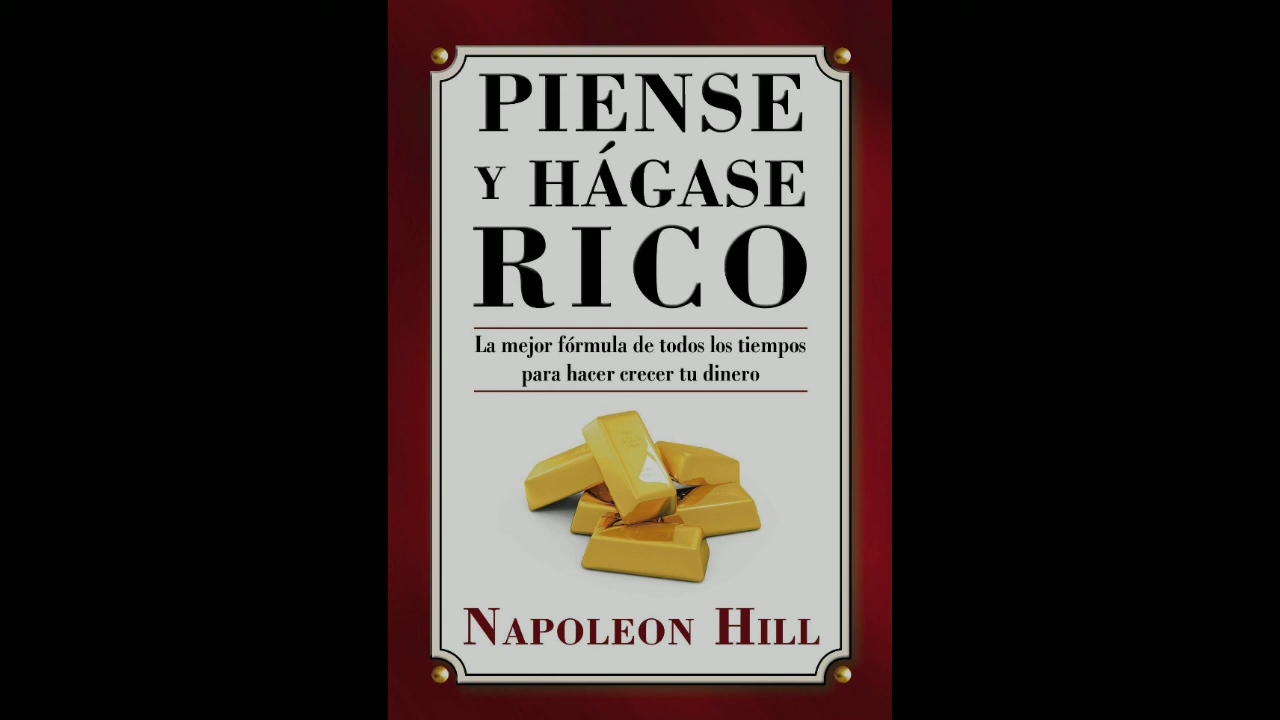 PIENSE
Y HÁGASE
RICO
La mejor fórmula de todos los tiempos
para hacer crecer tu dinero
NAPOLEON HILL